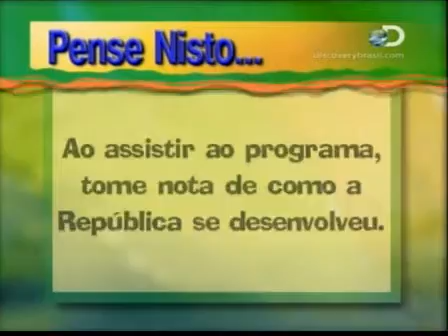 Pense Nisto...
discoverybrasil.com
Ao assistir ao programa,
tome nota de como a
República se desenvolveu.